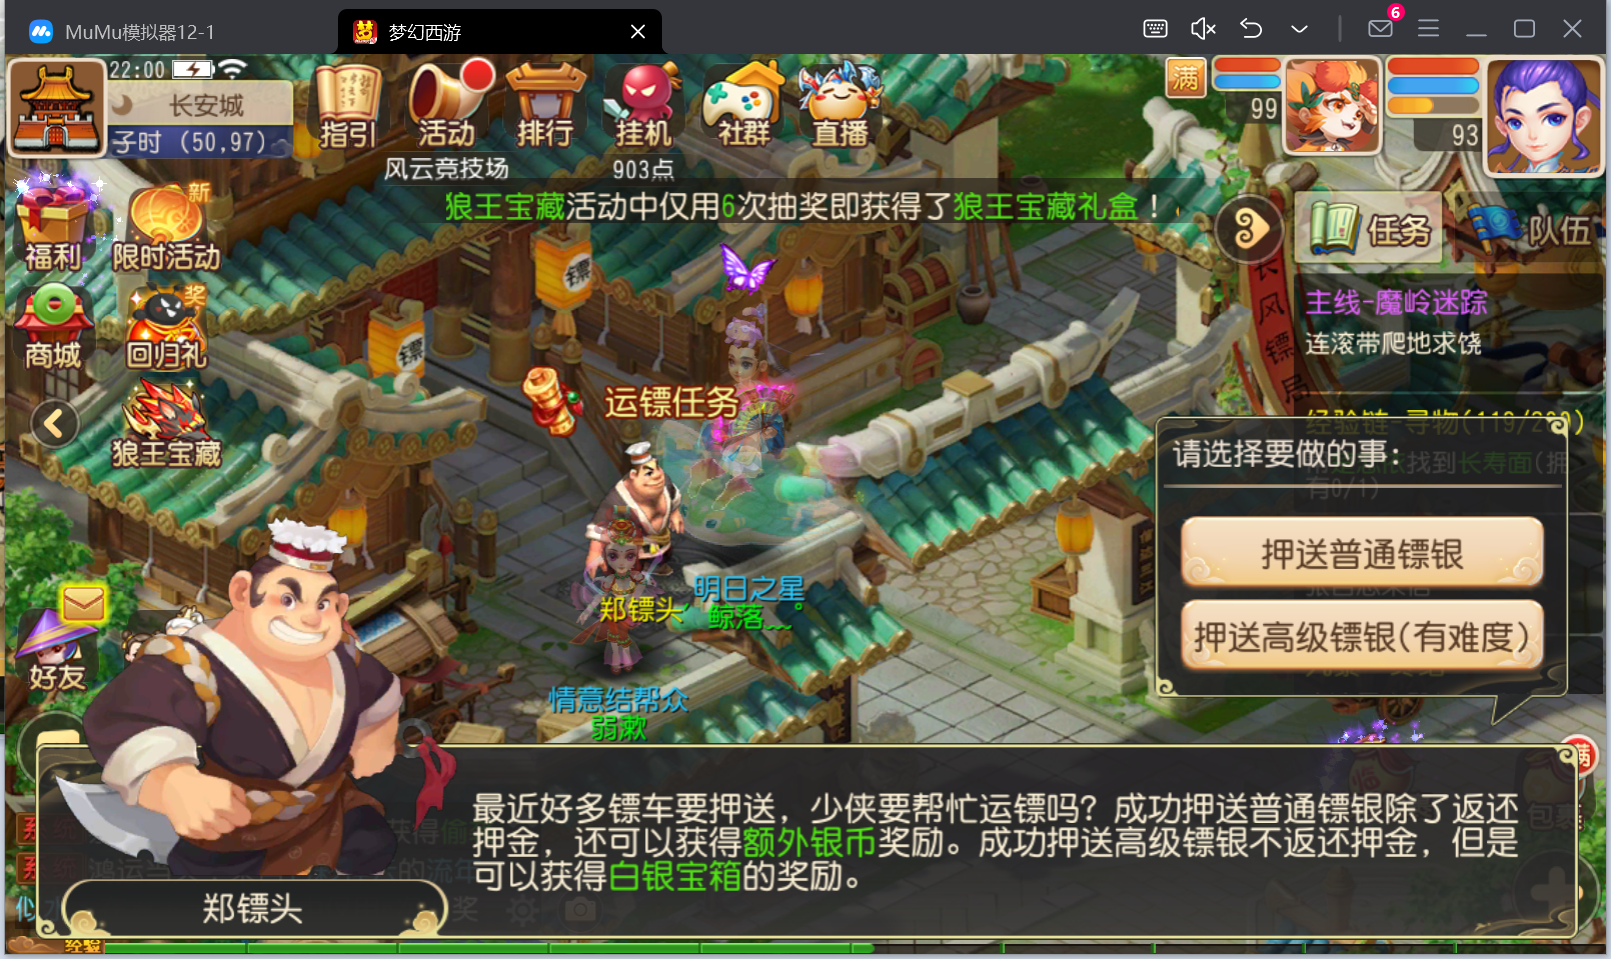 MuMu模拟器12-1
梦幻西游
6
22:00
长安城
子时 (50,97)
指引
活动
排行
挂机
社群
直播
风云竞技场
903点
满
99
93
狼王宝藏活动中仅用6次抽奖即获得了狼王宝藏礼盒！
福利
新
限时活动
商城
奖
回归礼
狼王宝藏
任务
队伍
主线-魔岭迷踪
连滚带爬地求饶
镖
镖
长风镖局
运镖任务
请选择要做的事：
押送普通镖银
押送高级镖银(有难度)
郑镖头
明日之星
情意结帮众
弱漱
好友
最近好多镖车要押送，少侠要帮忙运镖吗？成功押送普通镖银除了返还
押金，还可以获得额外银币奖励。成功押送高级镖银不返还押金，但是
可以获得白银宝箱的奖励。
郑镖头
经验